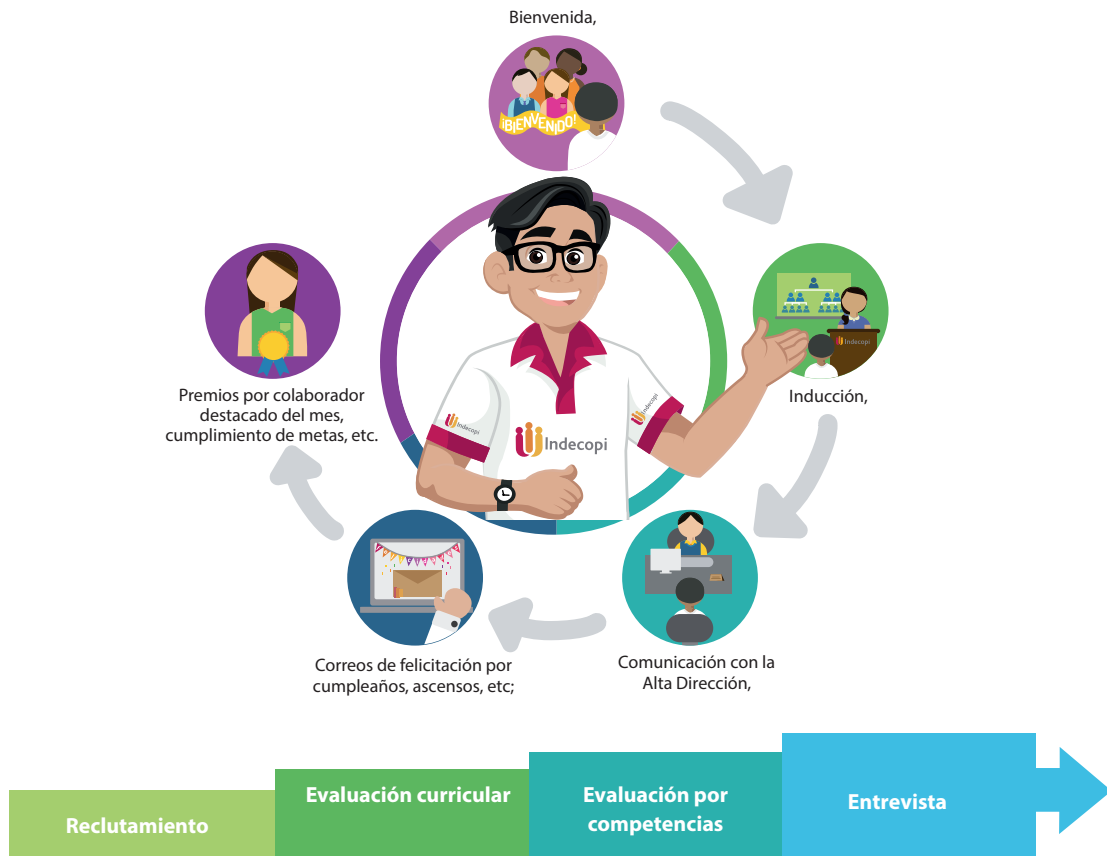 Bienvenida,
¡BIENVENIDO!
Indecopi
Inducción,
Indecopi
Indecopi
Indecopi
Premios por colaborador
destacado del mes,
cumplimiento de metas, etc.
Correos de felicitación por
cumpleaños, ascensos, etc;
Comunicación con la
Alta Dirección,
Reclutamiento
Evaluación curricular
Evaluación por
competencias
Entrevista